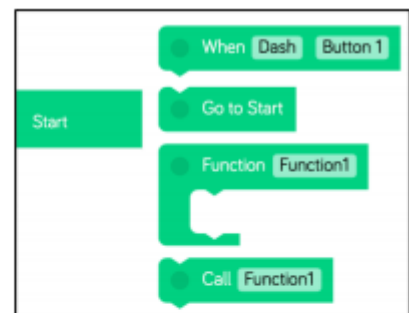 When Dash Button 1
Go to Start
Start
Function Function1
Call Function1